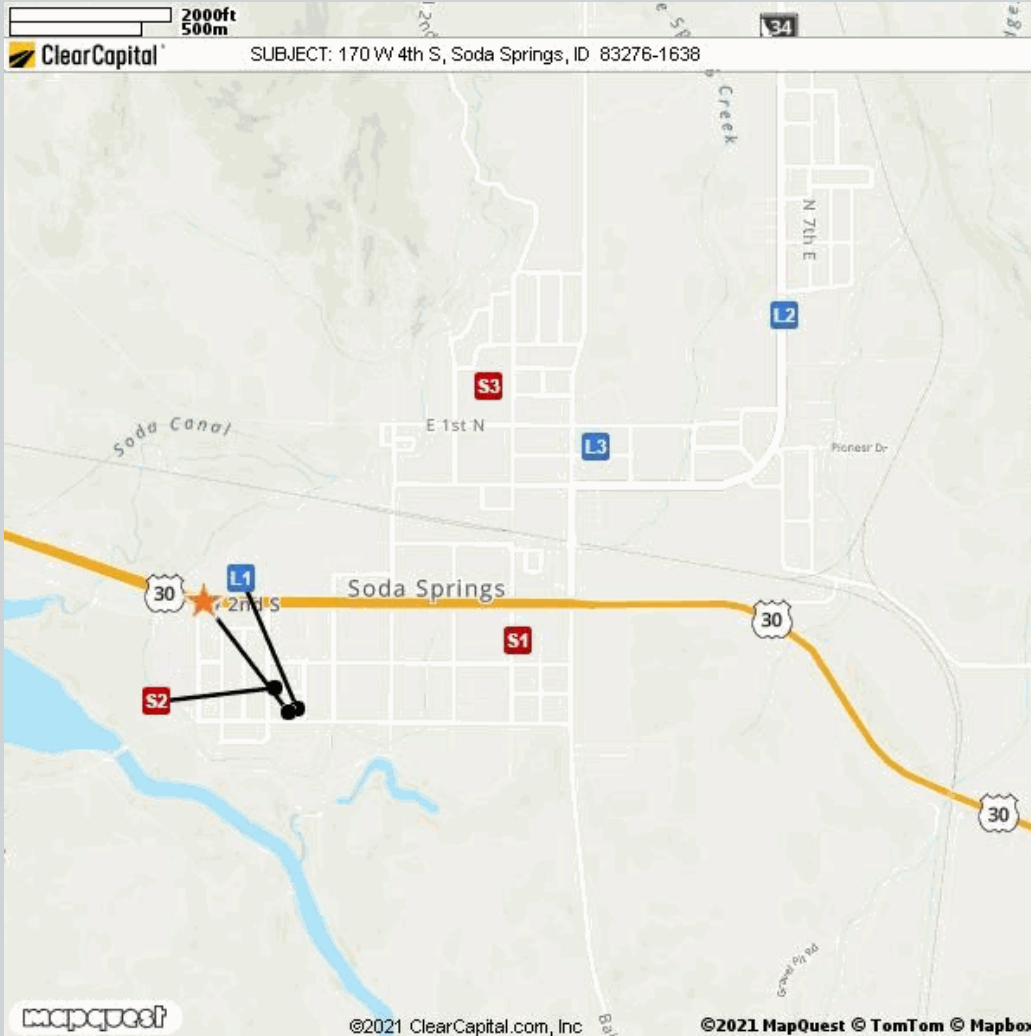 2000ft
500m
34
ClearCapital
SUBJECT: 170 W 4th S, Soda Springs, ID 83276-1638
Creek
N 7th E
L2
S3
Soda Canal
E 1st N
L3
Pioneer Dr
L1
30
2nd S
Soda Springs
30
S1
S2
30
Gravel Pit Rd
mapquest
©2021 ClearCapital.com, Inc
©2021 MapQuest © TomTom © Mapbox